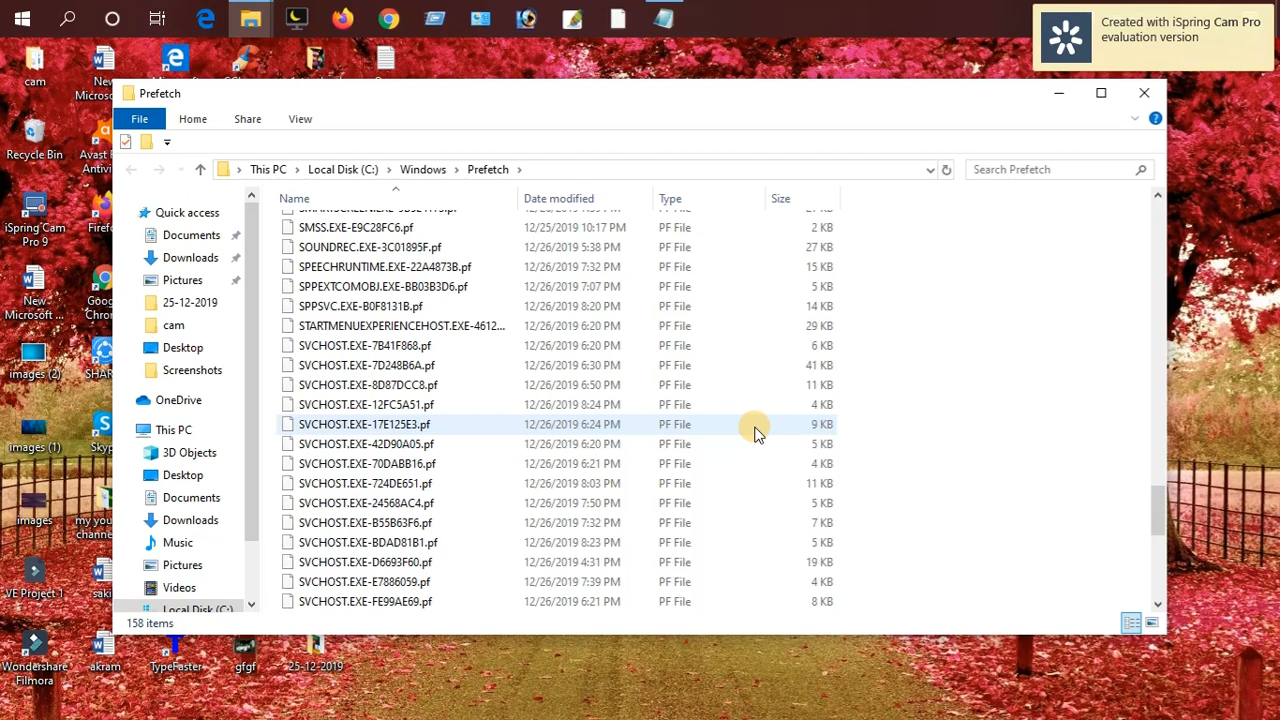 Created with iSpring Cam Pro
evaluation version
cam
New
Microso...
Recycle Bin
Avast F
Antivi
iSpring Cam
Pro 9
Firefo
New
Microsoft ...
Goog
Chror
images (2)
SHAR
images (1)
Skyp
images
my you
channe
VE Project 1
saki
Wondershare
Filmora
akram
TypeFaster
gfgf
25-12-2019
Prefetch
File
Home
Share
View
This PC
Local Disk (C:)
Windows
Prefetch
Search Prefetch
Quick access
Documents
Downloads
Pictures
25-12-2019
cam
Desktop
Screenshots
OneDrive
This PC
3D Objects
Desktop
Documents
Downloads
Music
Pictures
Videos
Local Disk (C:)
Name Date modified Type Size
SMSS.EXE-E9C28FC6.pf 12/25/2019 10:17 PM PF File 2 KB
SOUNDREC.EXE-3C01895F.pf 12/26/2019 5:38 PM PF File 27 KB
SPEECHRUNTIME.EXE-22A4873B.pf 12/26/2019 7:32 PM PF File 15 KB
SPPEXTCOMOBJ.EXE-BB03B3D6.pf 12/26/2019 7:07 PM PF File 5 KB
SPPSVC.EXE-B0F8131B.pf 12/26/2019 8:20 PM PF File 14 KB
STARTMENUEXPERIENCEHOST.EXE-4612... 12/26/2019 6:20 PM PF File 29 KB
SVCHOST.EXE-7B41F868.pf 12/26/2019 6:20 PM PF File 6 KB
SVCHOST.EXE-7D248B6A.pf 12/26/2019 6:30 PM PF File 41 KB
SVCHOST.EXE-8D87DCC8.pf 12/26/2019 6:50 PM PF File 11 KB
SVCHOST.EXE-12FC5A51.pf 12/26/2019 8:24 PM PF File 4 KB
SVCHOST.EXE-17E125E3.pf 12/26/2019 6:24 PM PF File 9 KB
SVCHOST.EXE-42D90A05.pf 12/26/2019 6:20 PM PF File 5 KB
SVCHOST.EXE-70DABB16.pf 12/26/2019 6:21 PM PF File 4 KB
SVCHOST.EXE-724DE651.pf 12/26/2019 8:03 PM PF File 11 KB
SVCHOST.EXE-24568AC4.pf 12/26/2019 7:50 PM PF File 5 KB
SVCHOST.EXE-B55B63F6.pf 12/26/2019 7:32 PM PF File 7 KB
SVCHOST.EXE-BDAD81B1.pf 12/26/2019 8:23 PM PF File 5 KB
SVCHOST.EXE-D6693F60.pf 12/26/2019 4:31 PM PF File 19 KB
SVCHOST.EXE-E7886059.pf 12/26/2019 7:39 PM PF File 4 KB
SVCHOST.EXE-FE99AE69.pf 12/26/2019 6:21 PM PF File 8 KB
158 items